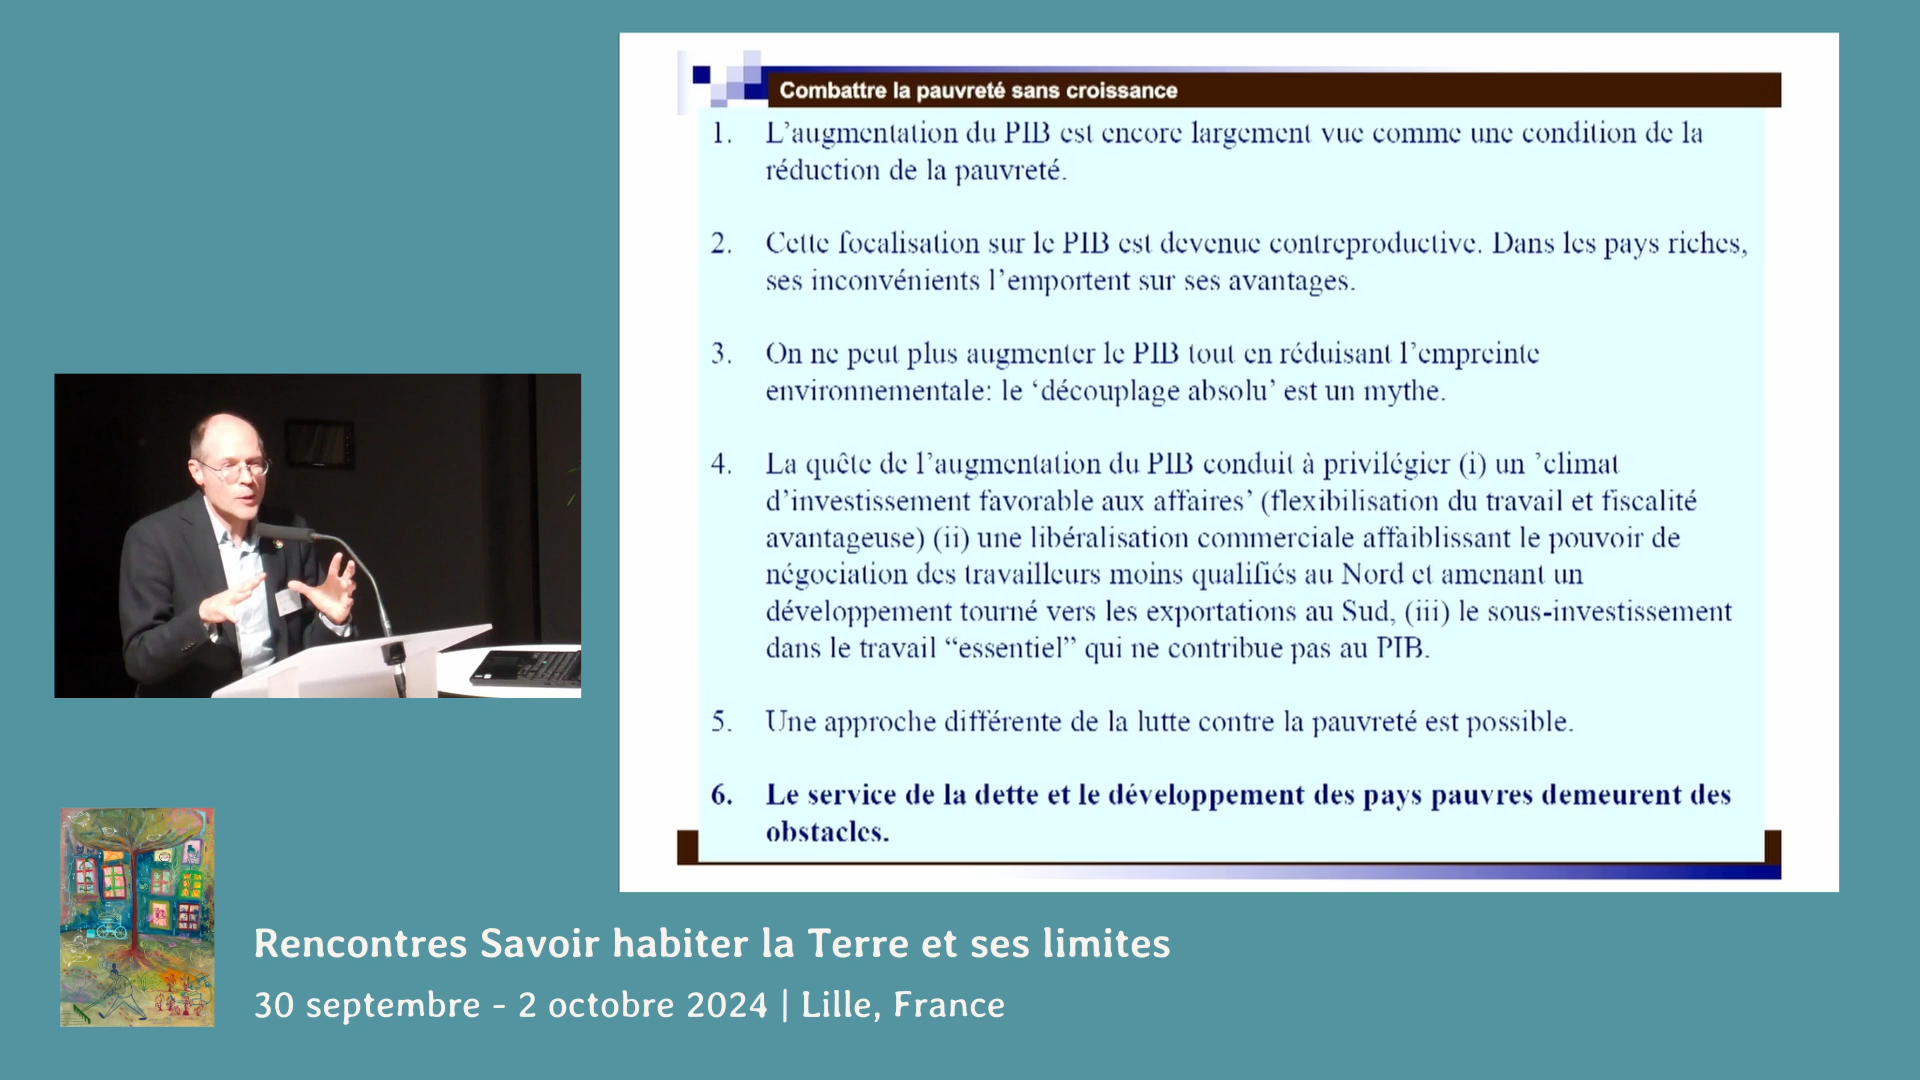 Combattre la pauvreté sans croissance
1. L’augmentation du PIB est encore largement vue comme une condition de la
réduction de la pauvreté.
2. Cette focalisation sur le PIB est devenue contreproductive. Dans les pays riches,
ses inconvénients l’emportent sur ses avantages.
3. On ne peut plus augmenter le PIB tout en réduisant l’empreinte
environnementale: le ‘découplage absolu’ est un mythe.
4. La quête de l’augmentation du PIB conduit à privilégier (i) un ’climat
d’investissement favorable aux affaires’ (flexibilisation du travail et fiscalité
avantageuse) (ii) une libéralisation commerciale affaiblissant le pouvoir de
négociation des travailleurs moins qualifiés au Nord et amenant un
développement tourné vers les exportations au Sud, (iii) le sous-investissement
dans le travail “essentiel” qui ne contribue pas au PIB.
5. Une approche différente de la lutte contre la pauvreté est possible.
6. Le service de la dette et le développement des pays pauvres demeurent des
obstacles.
Rencontres Savoir habiter la Terre et ses limites
30 septembre - 2 octobre 2024 | Lille, France